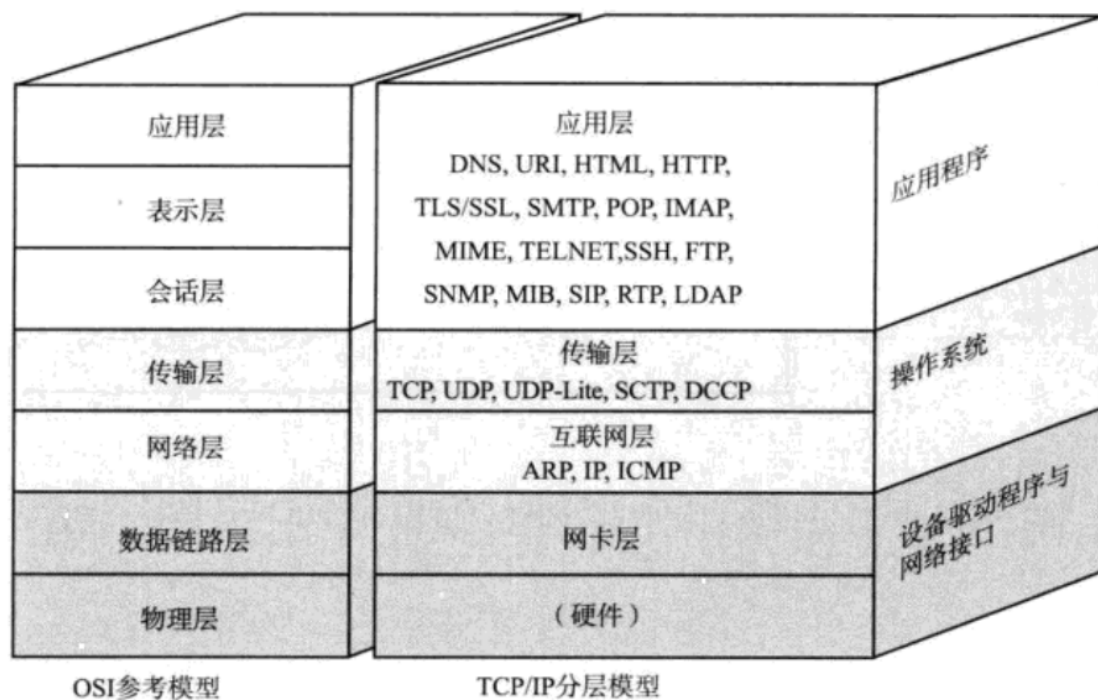 应用层
表示层
会话层
传输层
网络层
数据链路层
物理层
OSI参考模型
应用层
DNS, URI, HTML, HTTP,
TLS/SSL, SMTP, POP, IMAP,
MIME, TELNET,SSH, FTP,
SNMP, MIB, SIP, RTP, LDAP
传输层
TCP, UDP, UDP-Lite, SCTP, DCCP
互联网层
ARP, IP, ICMP
网卡层
（硬件）
TCP/IP分层模型
应用程序
操作系统
设备驱动程序与
网络接口